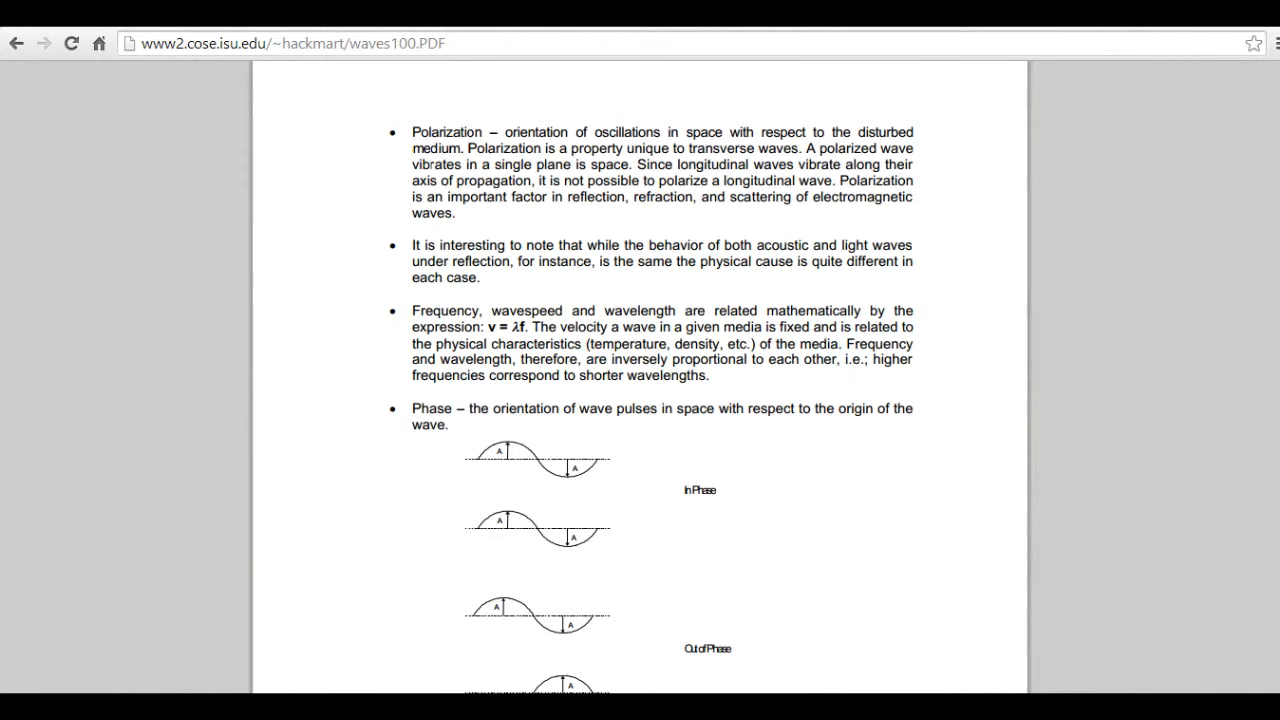 www2.cose.isu.edu/~hackmart/waves100.PDF
• Polarization – orientation of oscillations in space with respect to the disturbed
medium. Polarization is a property unique to transverse waves. A polarized wave
vibrates in a single plane is space. Since longitudinal waves vibrate along their
axis of propagation, it is not possible to polarize a longitudinal wave. Polarization
is an important factor in reflection, refraction, and scattering of electromagnetic
waves.
• It is interesting to note that while the behavior of both acoustic and light waves
under reflection, for instance, is the same the physical cause is quite different in
each case.
• Frequency, wavespeed and wavelength are related mathematically by the
expression: v = λf. The velocity a wave in a given media is fixed and is related to
the physical characteristics (temperature, density, etc.) of the media. Frequency
and wavelength, therefore, are inversely proportional to each other, i.e.; higher
frequencies correspond to shorter wavelengths.
• Phase – the orientation of wave pulses in space with respect to the origin of the
wave.
A
A
In Phase
A
A
A
A
Out of Phase
A